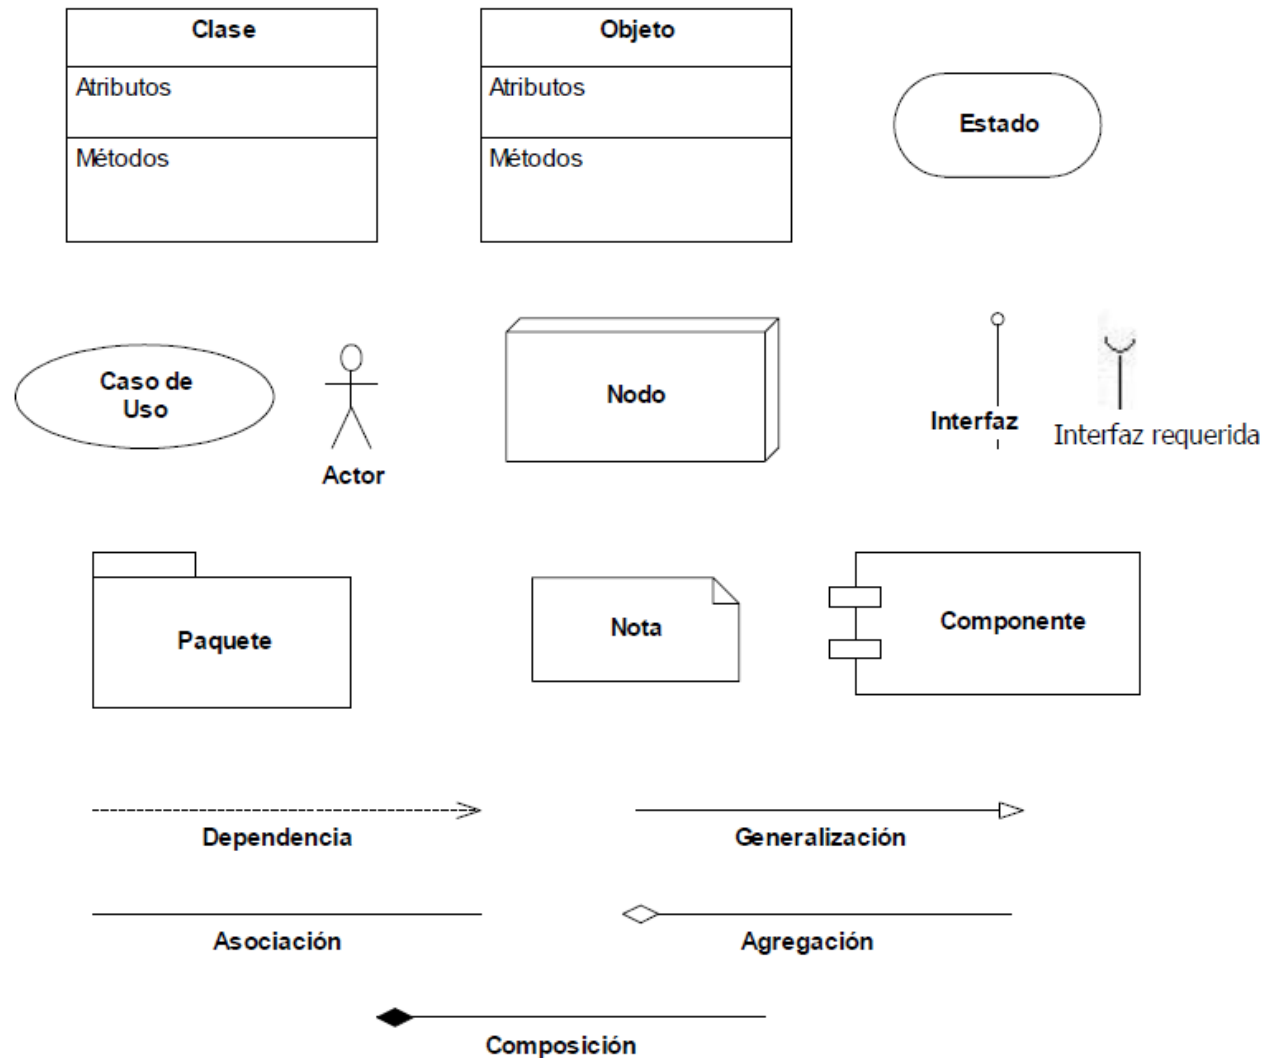 Clase
Atributos
Métodos
Objeto
Atributos
Métodos
Estado
Caso de
Uso
Actor
Nodo
Interfaz
Interfaz requerida
Paquete
Nota
Componente
Dependencia
Generalización
Asociación
Agregación
Composición